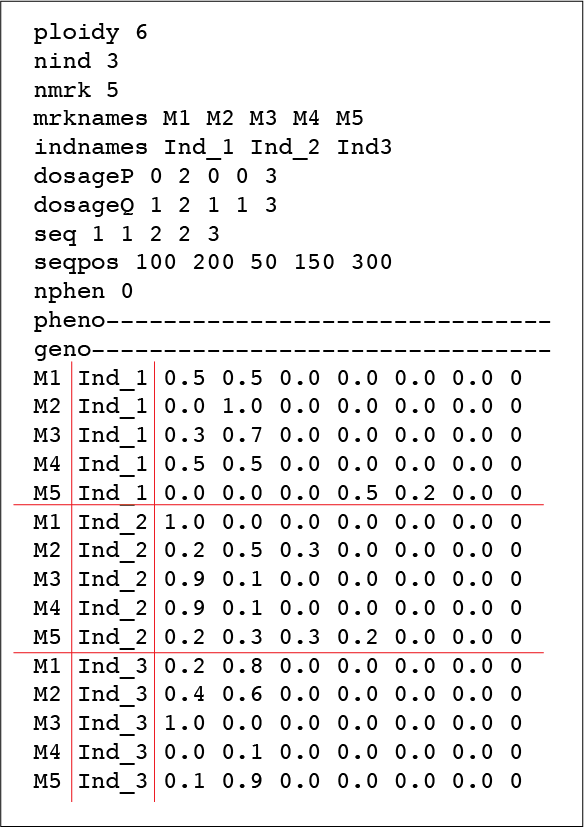 ploidy 6
nind 3
nmrk 5
mrknames M1 M2 M3 M4 M5
indnames Ind_1 Ind_2 Ind3
dosageP 0 2 0 0 3
dosageQ 1 2 1 1 3
seq 1 1 2 2 3
seqpos 100 200 50 150 300
nphen 0
pheno-------------------------------
geno--------------------------------
M1 Ind_1 0.5 0.5 0.0 0.0 0.0 0.0 0
M2 Ind_1 0.0 1.0 0.0 0.0 0.0 0.0 0
M3 Ind_1 0.3 0.7 0.0 0.0 0.0 0.0 0
M4 Ind_1 0.5 0.5 0.0 0.0 0.0 0.0 0
M5 Ind_1 0.0 0.0 0.0 0.5 0.2 0.0 0
M1 Ind_2 1.0 0.0 0.0 0.0 0.0 0.0 0
M2 Ind_2 0.2 0.5 0.3 0.0 0.0 0.0 0
M3 Ind_2 0.9 0.1 0.0 0.0 0.0 0.0 0
M4 Ind_2 0.9 0.1 0.0 0.0 0.0 0.0 0
M5 Ind_2 0.2 0.3 0.3 0.2 0.0 0.0 0
M1 Ind_3 0.2 0.8 0.0 0.0 0.0 0.0 0
M2 Ind_3 0.4 0.6 0.0 0.0 0.0 0.0 0
M3 Ind_3 1.0 0.0 0.0 0.0 0.0 0.0 0
M4 Ind_3 0.0 0.1 0.0 0.0 0.0 0.0 0
M5 Ind_3 0.1 0.9 0.0 0.0 0.0 0.0 0